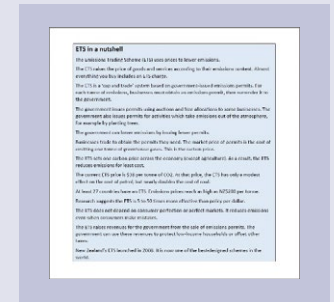 ETS in a nutshell
The Emissions Trading Scheme (ETS) uses prices to lower emissions.
The ETS raises the price of goods and services according to their emissions content. Almost
everything you buy includes an ETS charge.
The ETS is a "cap and trade" system based on government-issued emissions permits. For
each tonne of emissions, businesses must obtain an emissions permit, then surrender it to
the government.
The government issues permits using auctions and free allocations to some businesses. The
government also issues permits for activities which take emissions out of the atmosphere,
for example by planting trees.
The government can lower emissions by issuing fewer permits.
Businesses trade to obtain the permits they need. The market price of permits is the cost of
emitting one tonne of greenhouse gases. This is the carbon price.
The ETS sets one carbon price across the economy (except agriculture). As a result, the ETS
reduces emissions for least cost.
The current ETS price is $50 per tonne of CO2. At that price, the ETS has only a modest
effect on the cost of petrol, but nearly doubles the cost of coal.
At least 27 countries have an ETS. Emissions prices reach as high as NZ$200 per tonne.
Research suggests the ETS is 5 to 50 times more effective than policy per dollar.
The ETS does not depend on consumer perfection or perfect markets. It reduces emissions
even when consumers make mistakes.
The ETS raises revenues for the government from the sale of emissions permits. The
government can use these revenues to protect low-income households or offset other
taxes.
New Zealand's ETS launched in 2008. It is now one of the best-designed schemes in the
world.